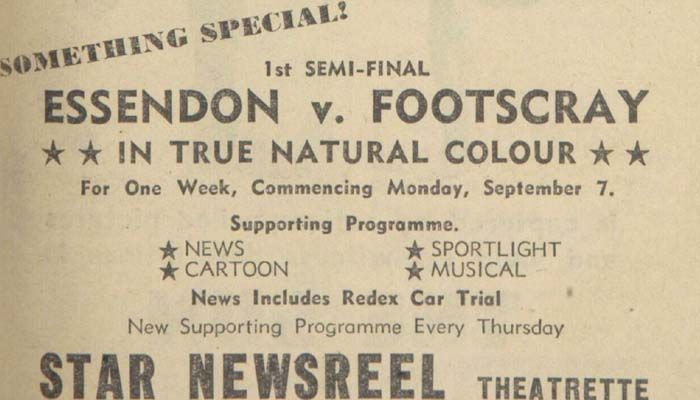 SOMETHING SPECIAL!
1st SEMI-FINAL
ESSENDON v. FOOTSCRAY
★ ★ IN TRUE NATURAL COLOUR ★ ★
For One Week, Commencing Monday, September 7.
Supporting Programme.
★ NEWS ★ SPORTLIGHT
★ CARTOON ★ MUSICAL
News Includes Redex Car Trial
New Supporting Programme Every Thursday
STAR NEWSREEL THEATRETTE